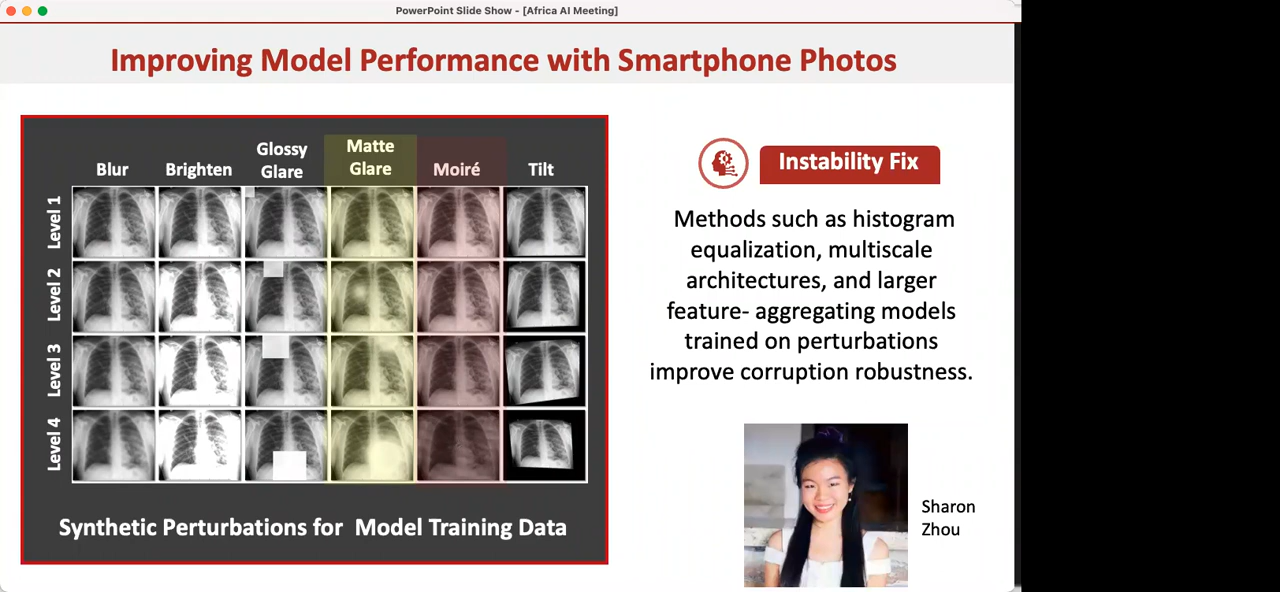 PowerPoint Slide Show - [Africa AI Meeting]
Improving Model Performance with Smartphone Photos
Blur
Brighten
Glossy
Glare
Matte
Glare
Moiré
Tilt
Level 1
Level 2
Level 3
Level 4
Synthetic Perturbations for Model Training Data
Instability Fix
Methods such as histogram
equalization, multiscale
architectures, and larger
feature- aggregating models
trained on perturbations
improve corruption robustness.
Sharon
Zhou